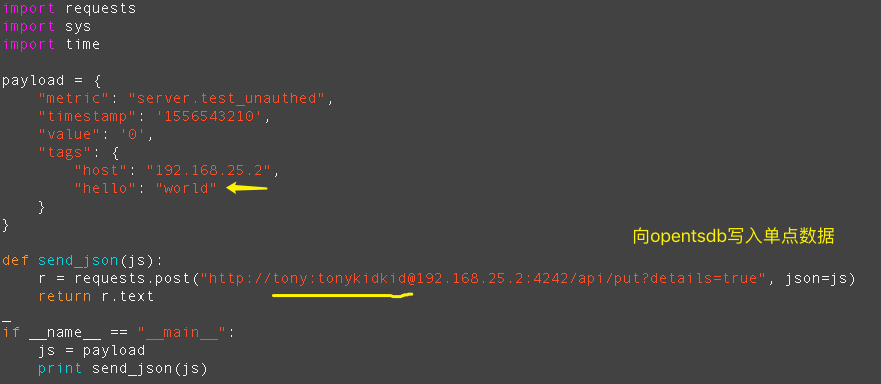 import requests
import sys
import time
payload = {
    "metric": "server.test_unauthed",
    "timestamp": '1556543210',
    "value": '0',
    "tags": {
        "host": "192.168.25.2",
        "hello": "world"
    }
}
向opentsdb写入单点数据
def send_json(js):
    r = requests.post("http://tony:tonykidkid@192.168.25.2:4242/api/put?details=true", json=js)
    return r.text
_
if __name__ == "__main__":
    js = payload
    print send_json(js)